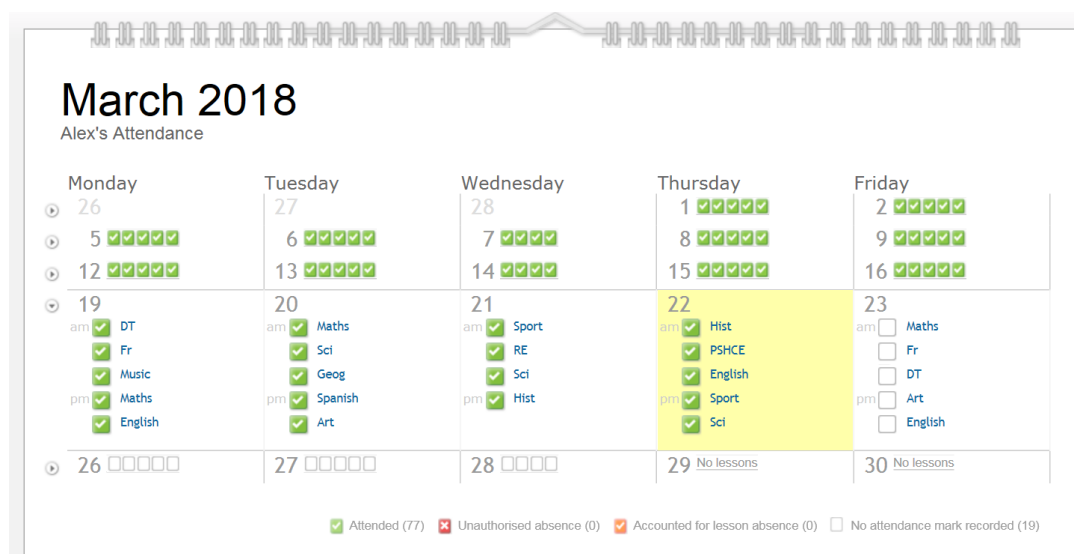 March 2018
Alex's Attendance
Monday Tuesday Wednesday Thursday Friday
26 27 28 1 2
5 6 7 8 9
12 13 14 15 16
19 20 21 22 23
am DT am Maths am Sport am Hist am Maths
Fr Sci RE PSHCE Fr
Music Geog Sci English DT
pm Maths pm Spanish pm Hist pm Sport pm Art
English Art Sci English
26 27 28 29 No lessons 30 No lessons
Attended (77) Unauthorised absence (0) Accounted for lesson absence (0) No attendance mark recorded (19)